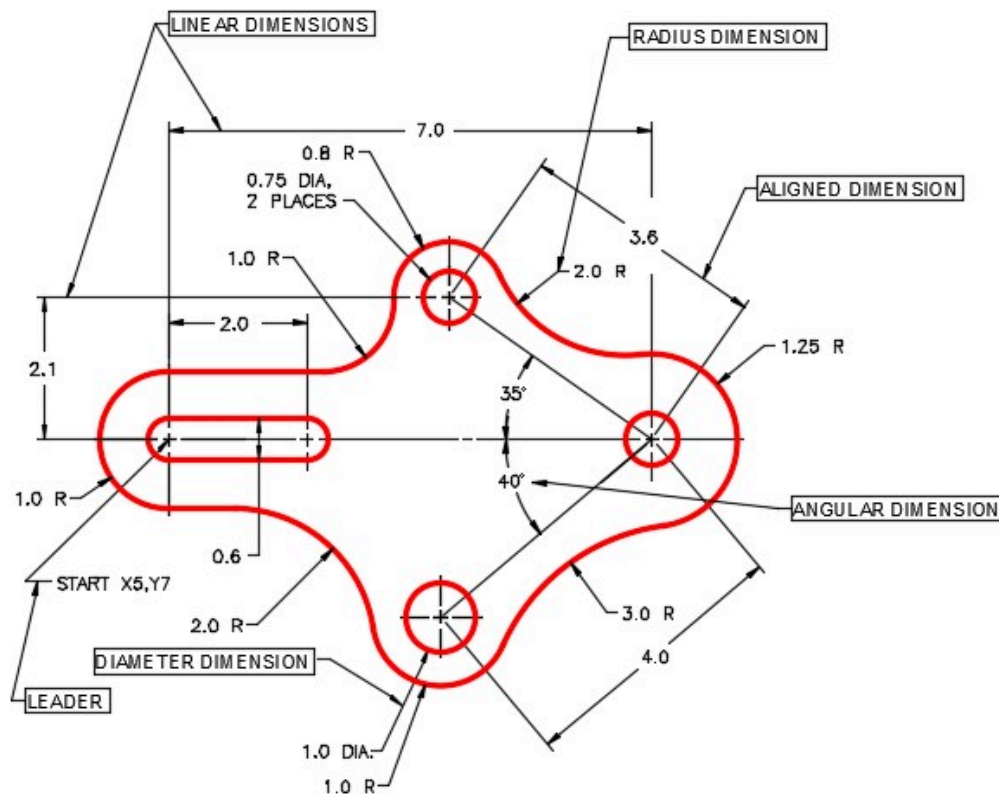 LINEAR DIMENSIONS
RADIUS DIMENSION
7.0
0.8 R
0.75 DIA,
2 PLACES
ALIGNED DIMENSION
3.6
1.0 R
2.0 R
2.0
1.25 R
2.1
35°
40°
1.0 R
ANGULAR DIMENSION
0.6
START X5,Y7
3.0 R
2.0 R
4.0
DIAMETER DIMENSION
LEADER
1.0 DIA.
1.0 R